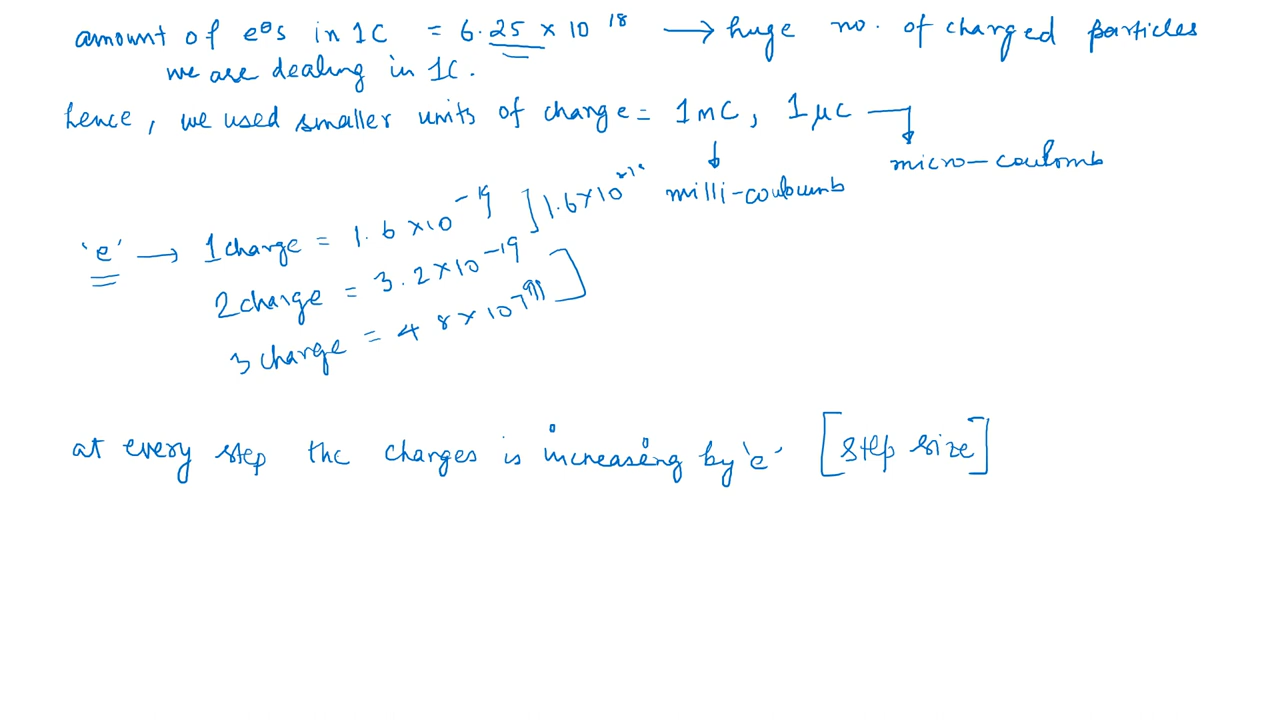 amount of e⊖s in 1C = 6.25 × 10¹⁸ → huge no. of charged particles
we are dealing in 1C.
hence, we used smaller units of charge = 1mC, 1μC
↓ milli-couloumb
micro-coulomb
'e' → 1 charge = 1.6 × 10⁻¹⁹ ] 1.6 × 10
2 charge = 3.2 × 10⁻¹⁹ ]
3 charge = 4 8 × 10
at every step the charges is increasing by 'e' [step size]